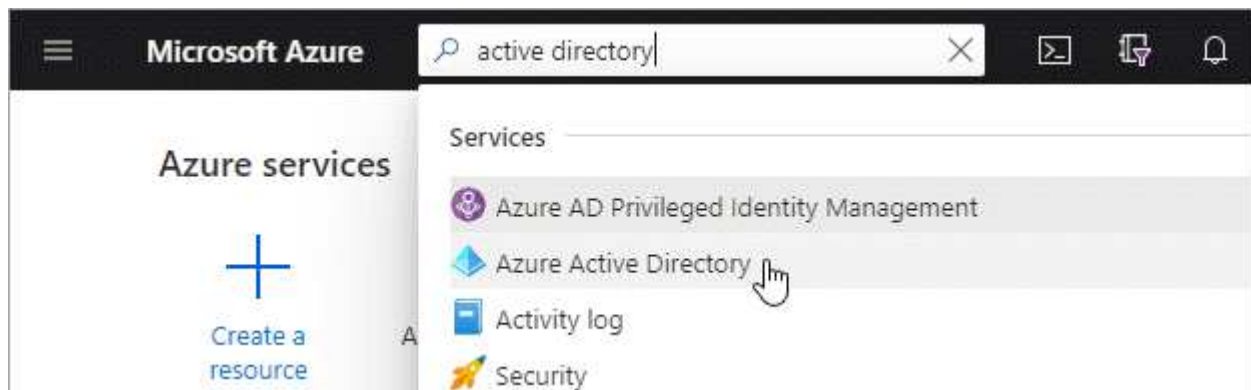 Microsoft Azure
active directory
Azure services
Services
Azure AD Privileged Identity Management
Azure Active Directory
Activity log
Security
Create a
resource
A